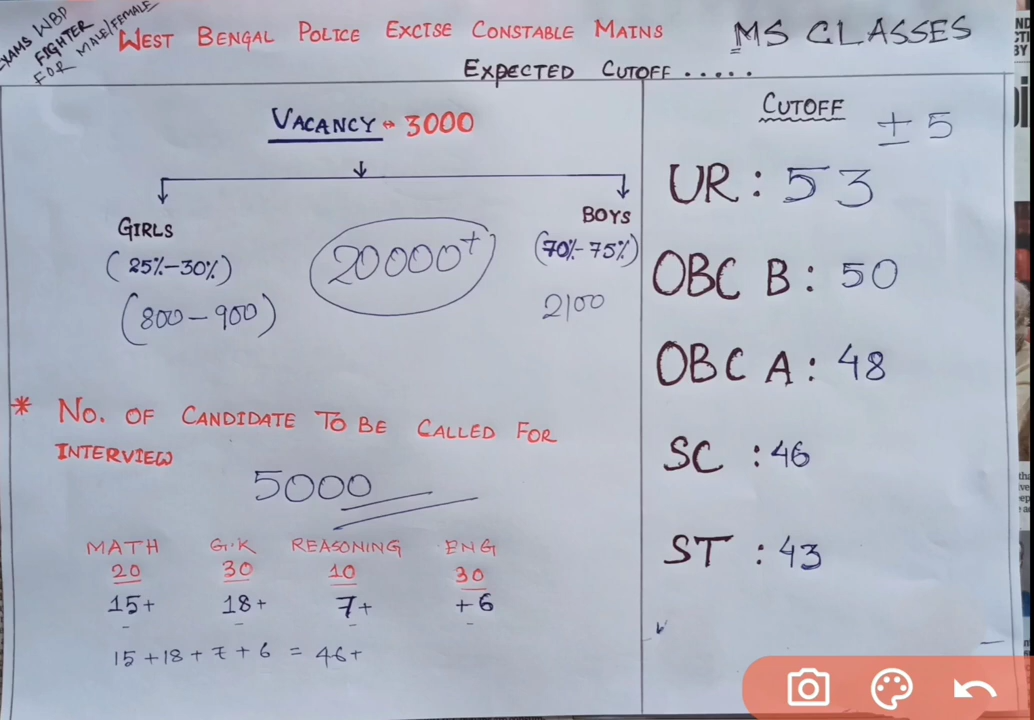 EXAMS WBP
FIGHTER
FOR MALE/FEMALE
WEST BENGAL POLICE EXCISE CONSTABLE MAINS
EXPECTED CUTOFF.....
MS CLASSES
VACANCY 3000
GIRLS
(25%-30%)
(800-900)
20000+
BOYS
(70%-75%)
2100
* NO. OF CANDIDATE TO BE CALLED FOR
INTERVIEW
5000
MATH G.K REASONING ENG
20 30 10 30
15+ 18+ 7+ +6
15+18+7+6 = 46+
CUTOFF ±5
UR: 53
OBC B: 50
OBC A: 48
SC: 46
ST: 43